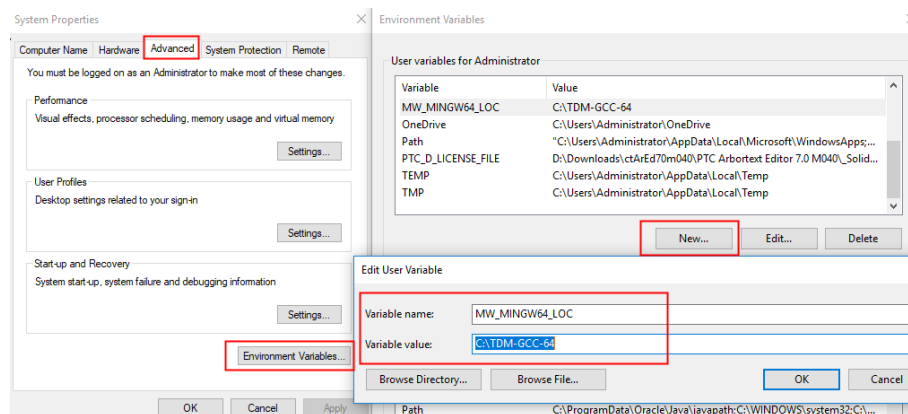 System Properties
Computer Name Hardware Advanced System Protection Remote
You must be logged on as an Administrator to make most of these changes.
Performance
Visual effects, processor scheduling, memory usage and virtual memory
Settings...
User Profiles
Desktop settings related to your sign-in
Settings...
Start-up and Recovery
System start-up, system failure and debugging information
Settings...
Environment Variables...
OK Cancel Apply
Environment Variables
User variables for Administrator
Variable Value
MW_MINGW64_LOC C:\TDM-GCC-64
OneDrive C:\Users\Administrator\OneDrive
Path "C:\Users\Administrator\AppData\Local\Microsoft\WindowsApps;...
PTC_D_LICENSE_FILE D:\Downloads\ctArEd70m040\PTC Arbortext Editor 7.0 M040\_Solid...
TEMP C:\Users\Administrator\AppData\Local\Temp
TMP C:\Users\Administrator\AppData\Local\Temp
New... Edit... Delete
Edit User Variable
Variable name: MW_MINGW64_LOC
Variable value: C:\TDM-GCC-64
Browse Directory... Browse File... OK Cancel
Path C:\ProgramData\Oracle\Java\javapath;C:\WINDOWS\system32;C:\...